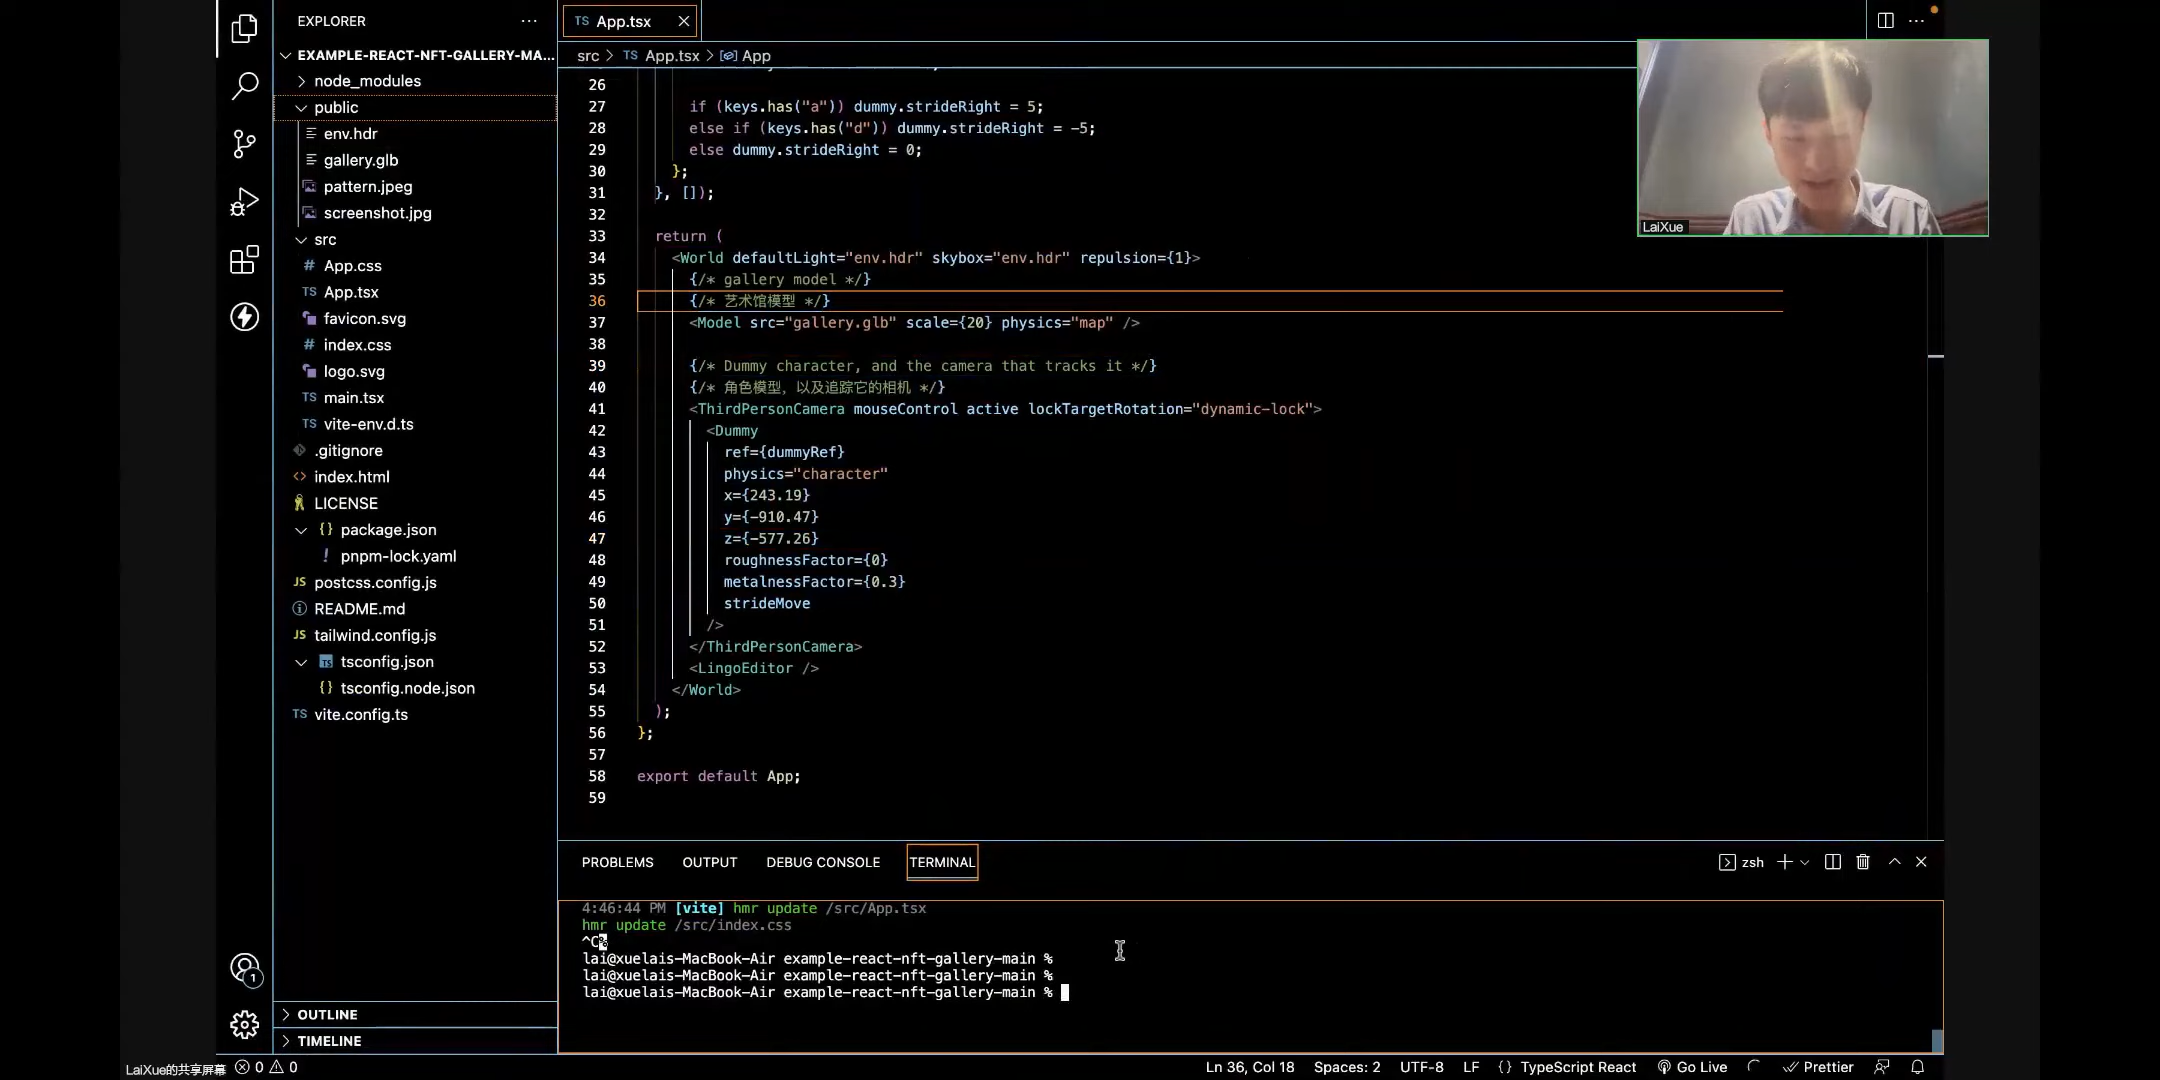 EXPLORER
EXAMPLE-REACT-NFT-GALLERY-MA...
node_modules
public
env.hdr
gallery.glb
pattern.jpeg
screenshot.jpg
src
# App.css
TS App.tsx
favicon.svg
# index.css
logo.svg
TS main.tsx
TS vite-env.d.ts
.gitignore
<> index.html
LICENSE
{} package.json
! pnpm-lock.yaml
JS postcss.config.js
README.md
JS tailwind.config.js
TS tsconfig.json
{} tsconfig.node.json
TS vite.config.ts
1
OUTLINE
TIMELINE
TS App.tsx
src > TS App.tsx > App
26
27 if (keys.has("a")) dummy.strideRight = 5;
28 else if (keys.has("d")) dummy.strideRight = -5;
29 else dummy.strideRight = 0;
30 };
31 }, []);
32
33 return (
34 <World defaultLight="env.hdr" skybox="env.hdr" repulsion={1}>
35 {/* gallery model */}
36 {/* 艺术馆模型 */}
37 <Model src="gallery.glb" scale={20} physics="map" />
38
39 {/* Dummy character, and the camera that tracks it */}
40 {/* 角色模型，以及追踪它的相机 */}
41 <ThirdPersonCamera mouseControl active lockTargetRotation="dynamic-lock">
42 <Dummy
43 ref={dummyRef}
44 physics="character"
45 x={243.19}
46 y={-910.47}
47 z={-577.26}
48 roughnessFactor={0}
49 metalnessFactor={0.3}
50 strideMove
51 />
52 </ThirdPersonCamera>
53 <LingoEditor />
54 </World>
55 );
56 };
57
58 export default App;
59
LaiXue
PROBLEMS OUTPUT DEBUG CONSOLE TERMINAL
zsh
4:46:44 PM [vite] hmr update /src/App.tsx
hmr update /src/index.css
^C%
lai@xuelais-MacBook-Air example-react-nft-gallery-main %
lai@xuelais-MacBook-Air example-react-nft-gallery-main %
lai@xuelais-MacBook-Air example-react-nft-gallery-main %
LaiXue的共享屏幕 0 0
Ln 36, Col 18 Spaces: 2 UTF-8 LF {} TypeScript React Go Live Prettier